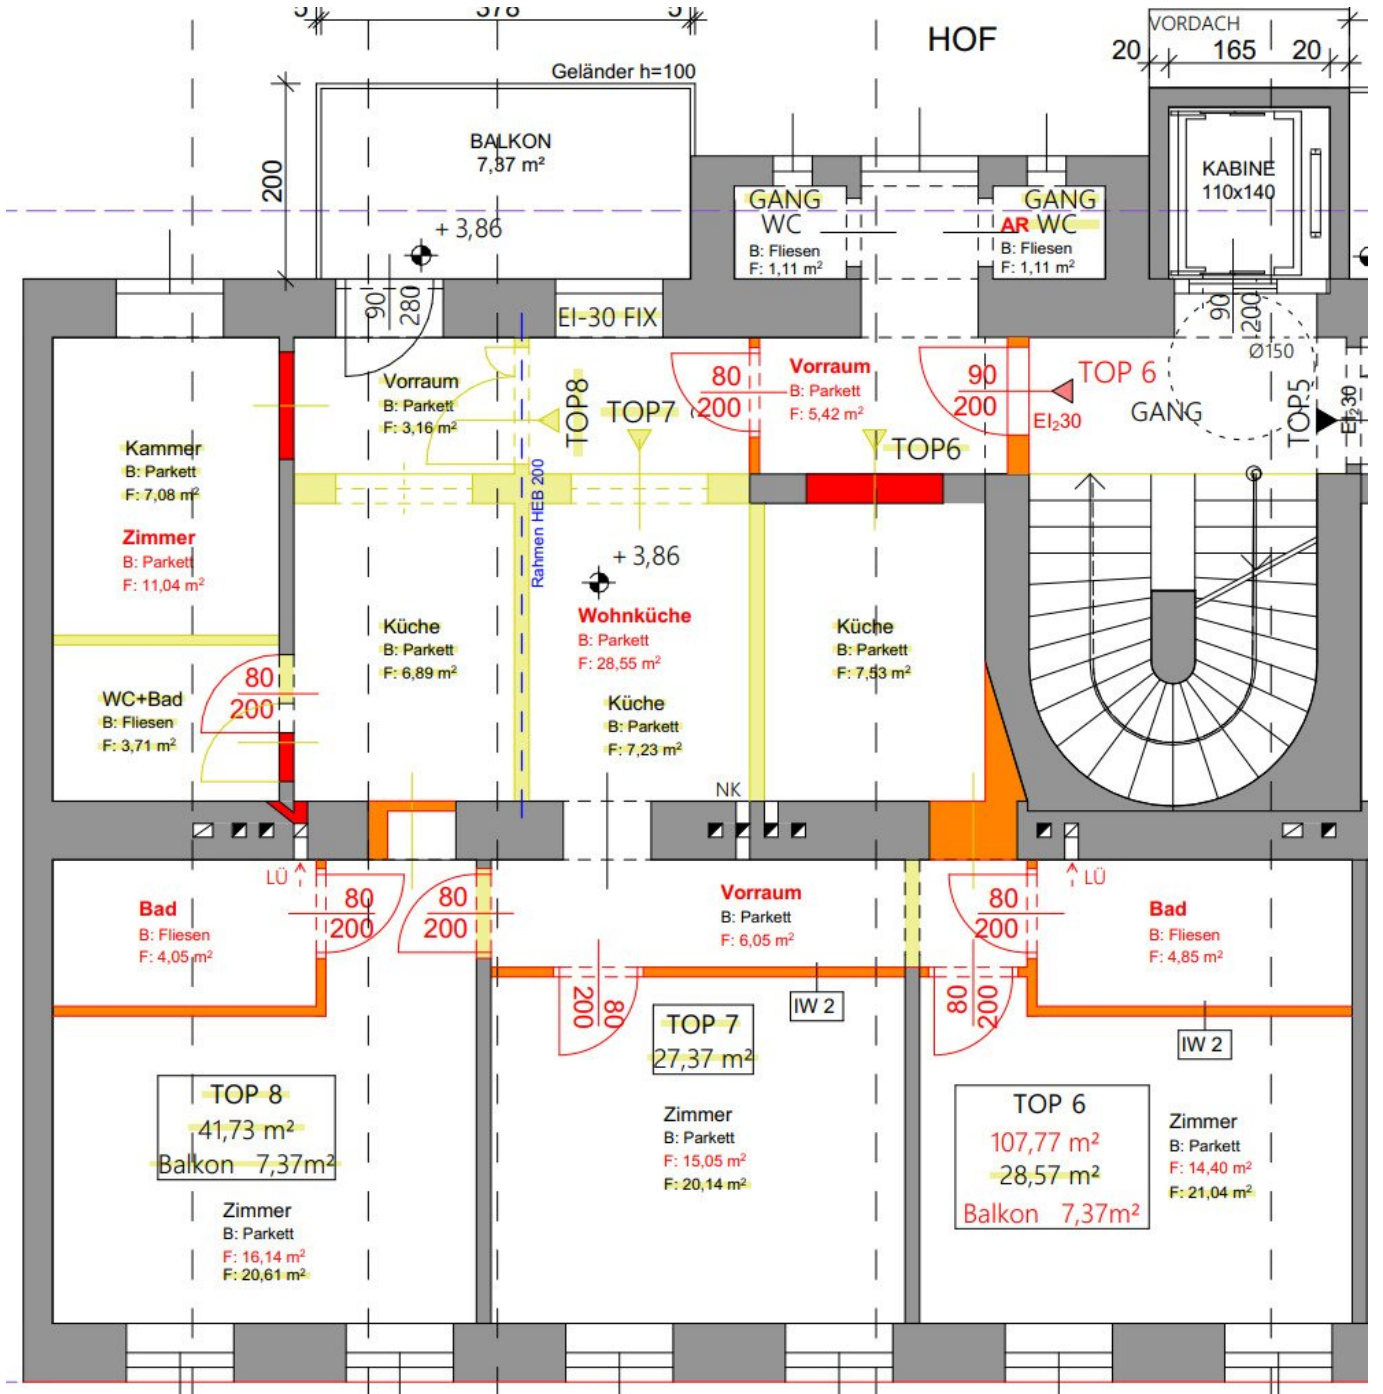 5 378 5
HOF
VORDACH
20 165 20
Geländer h=100
200
BALKON
7,37 m²
KABINE
110x140
GANG
WC
B: Fliesen
F: 1,11 m²
GANG
AR WC
B: Fliesen
F: 1,11 m²
+ 3,86
90
280
EI-30 FIX
90
200
Ø150
Vorraum
B: Parkett
F: 3,16 m²
TOP8
TOP7
80
200
Vorraum
B: Parkett
F: 5,42 m²
90
200
TOP 6
EI₂30
GANG
TOP5
EI₂30
TOP6
Kammer
B: Parkett
F: 7,08 m²
Zimmer
B: Parkett
F: 11,04 m²
Rahmen HEB 200
+ 3,86
Wohnküche
B: Parkett
F: 28,55 m²
Küche
B: Parkett
F: 6,89 m²
Küche
B: Parkett
F: 7,53 m²
80
200
WC+Bad
B: Fliesen
F: 3,71 m²
Küche
B: Parkett
F: 7,23 m²
NK
LÜ
LÜ
Bad
B: Fliesen
F: 4,05 m²
80
200
80
200
Vorraum
B: Parkett
F: 6,05 m²
80
200
Bad
B: Fliesen
F: 4,85 m²
80
200
80
200
IW 2
IW 2
TOP 7
27,37 m²
TOP 8
41,73 m²
Balkon 7,37m²
TOP 6
107,77 m²
28,57 m²
Balkon 7,37m²
Zimmer
B: Parkett
F: 15,05 m²
F: 20,14 m²
Zimmer
B: Parkett
F: 14,40 m²
F: 21,04 m²
Zimmer
B: Parkett
F: 16,14 m²
F: 20,61 m²